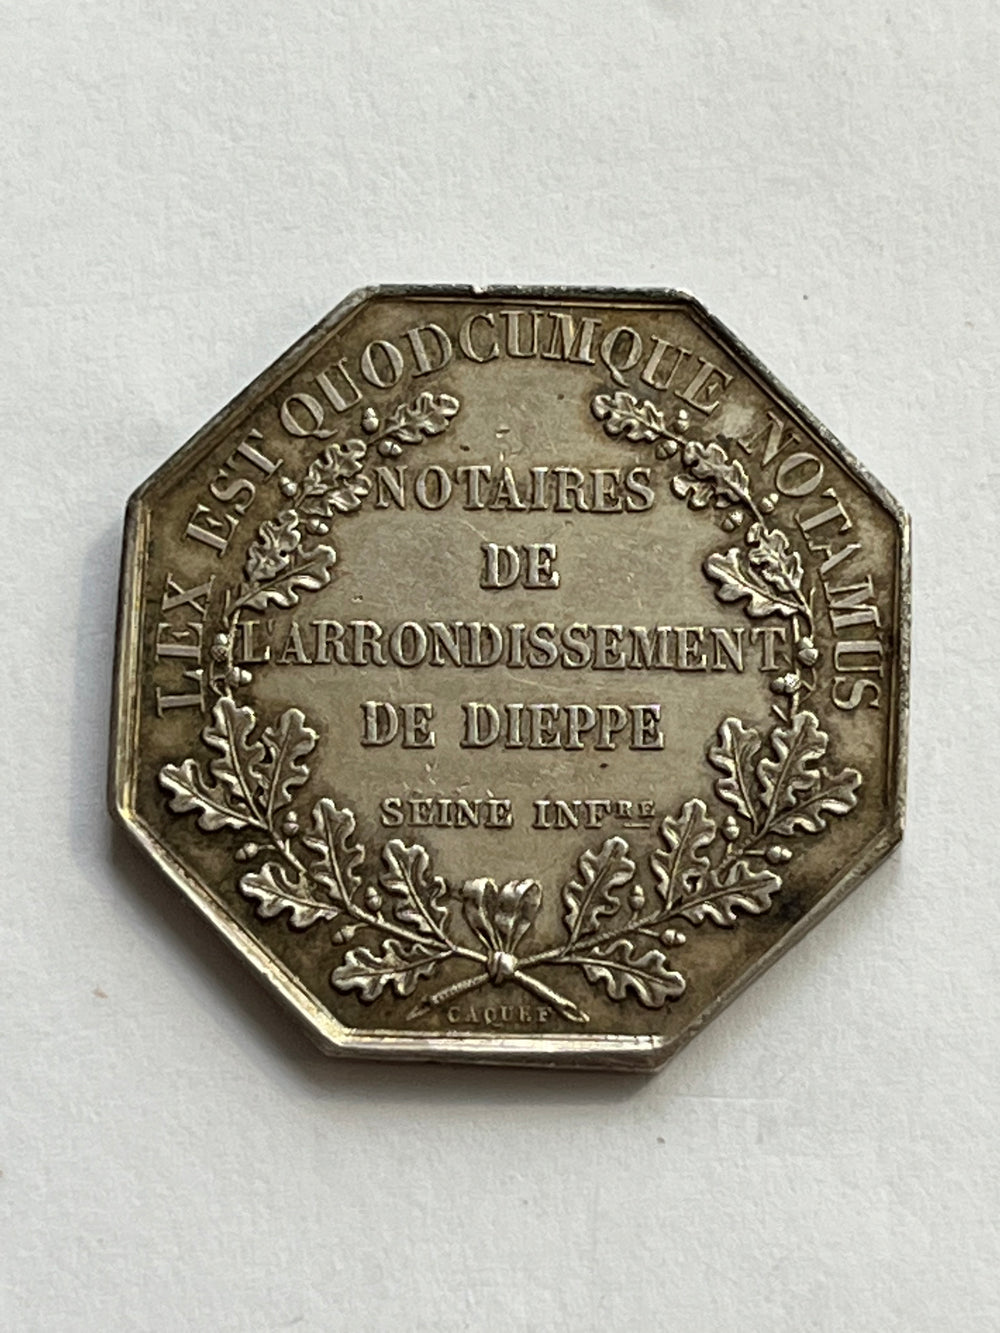 LEX EST QUODCUMQUE NOTAMUS
NOTAIRES
DE
L'ARRONDISSEMENT
DE DIEPPE
SEINE INFRE
CAQUEF